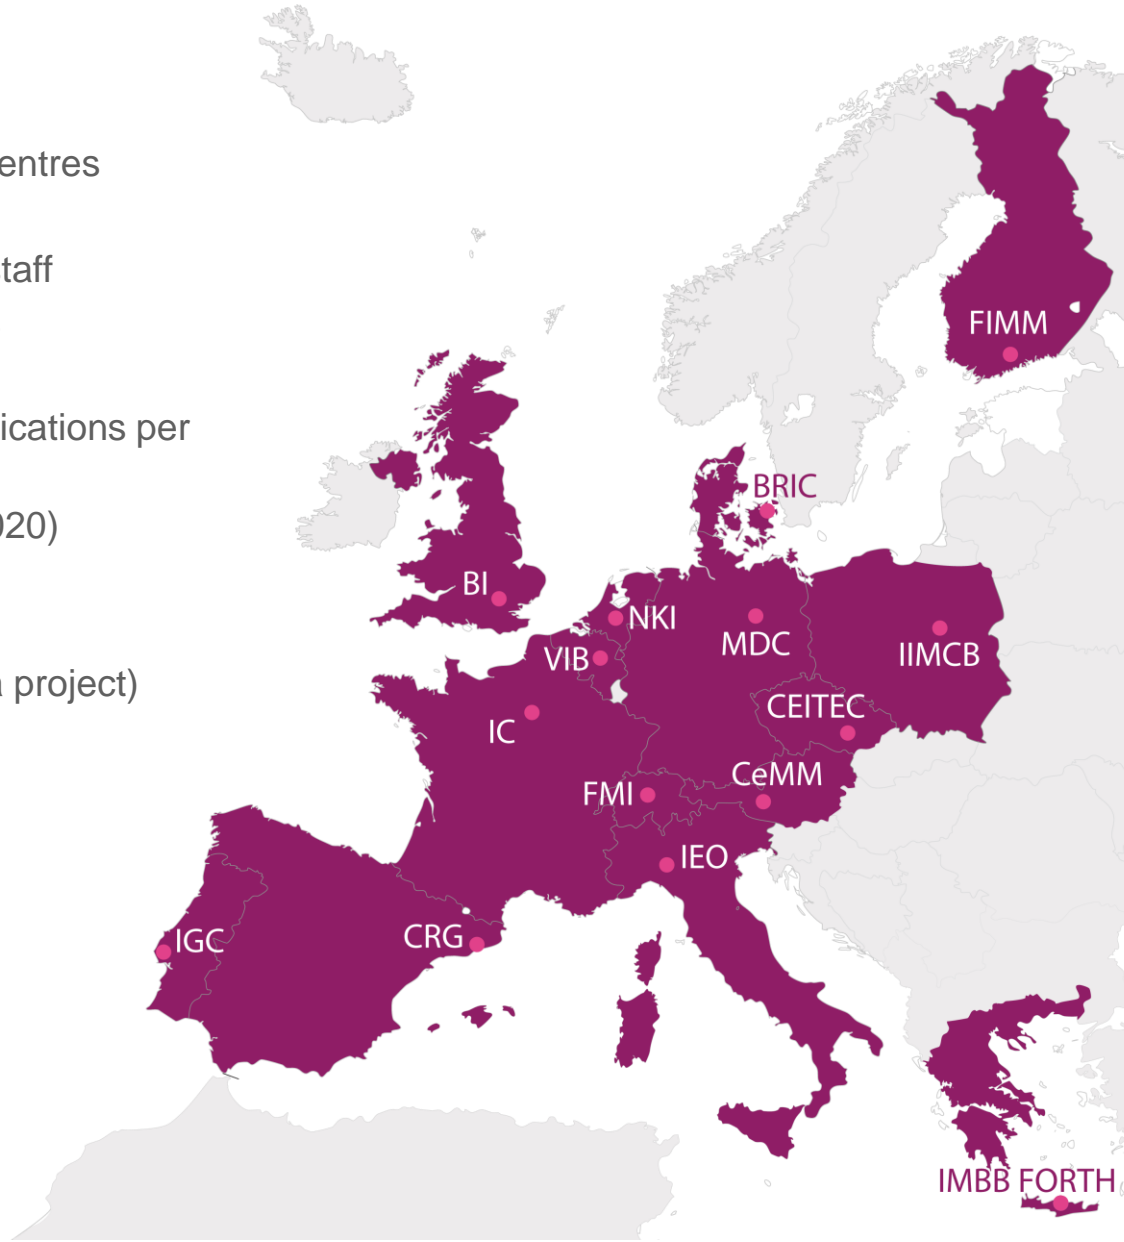 entres
staff
ications per
020)
a project)
FIMM
BRIC
BI
NKI
MDC
IIMCB
VIB
CEITEC
IC
CeMM
FMI
IEO
IGC
CRG
IMBB FORTH